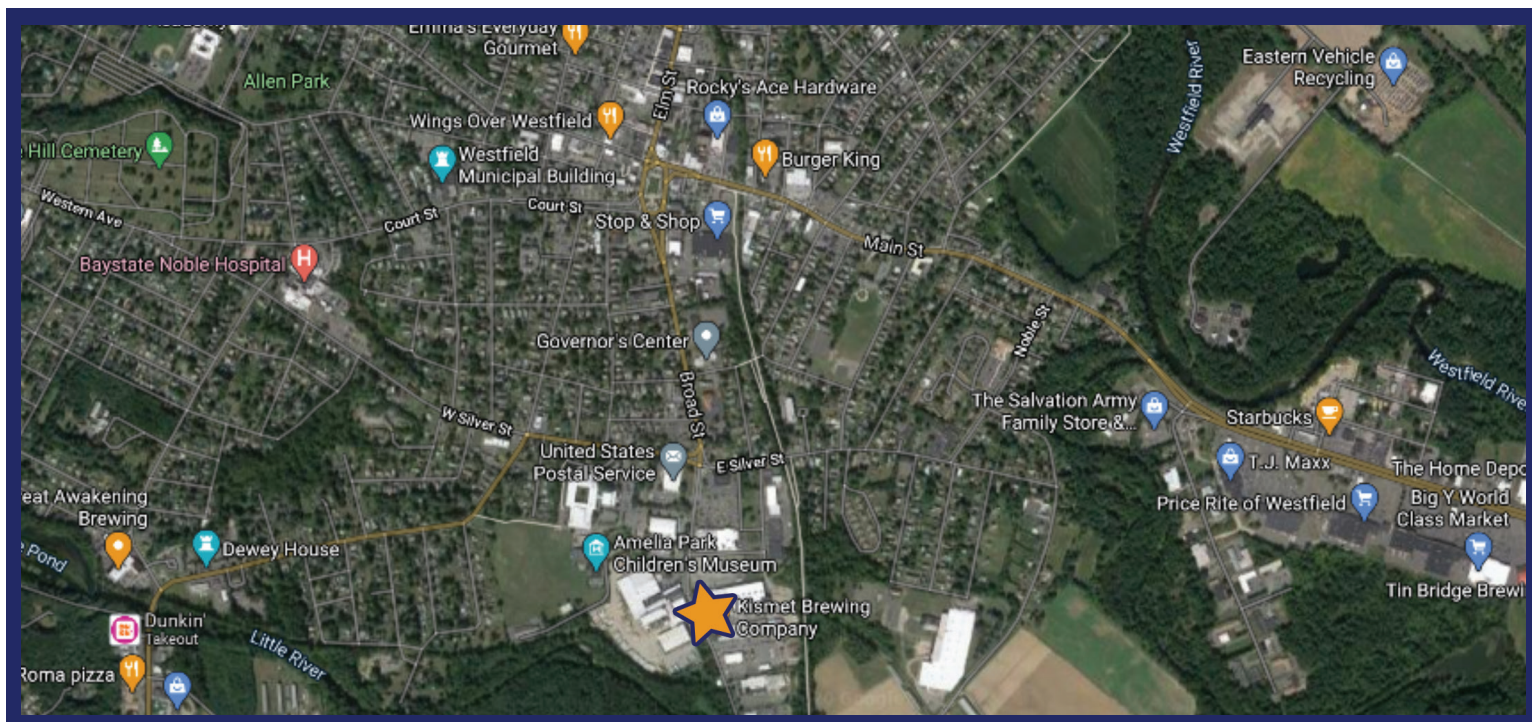 Emma's Everyday
Gourmet
Allen Park
Elm St
Rocky's Ace Hardware
Eastern Vehicle
Recycling
Westfield River
Wings Over Westfield
Hill Cemetery
Westfield
Municipal Building
Burger King
Western Ave
Court St
Court St
Stop & Shop
Main St
Baystate Noble Hospital
H
Governor's Center
Noble St
Broad St
Westfield Rive
The Salvation Army
Family Store &...
Starbucks
W Silver St
United States
Postal Service
E Silver St
T.J. Maxx
The Home Depo
Price Rite of Westfield
Big Y World
Class Market
eat Awakening
Brewing
Dewey House
Pond
Amelia Park
Children's Museum
Tin Bridge Brewi
Kismet Brewing
Company
Dunkin'
Takeout
Little River
Roma pizza